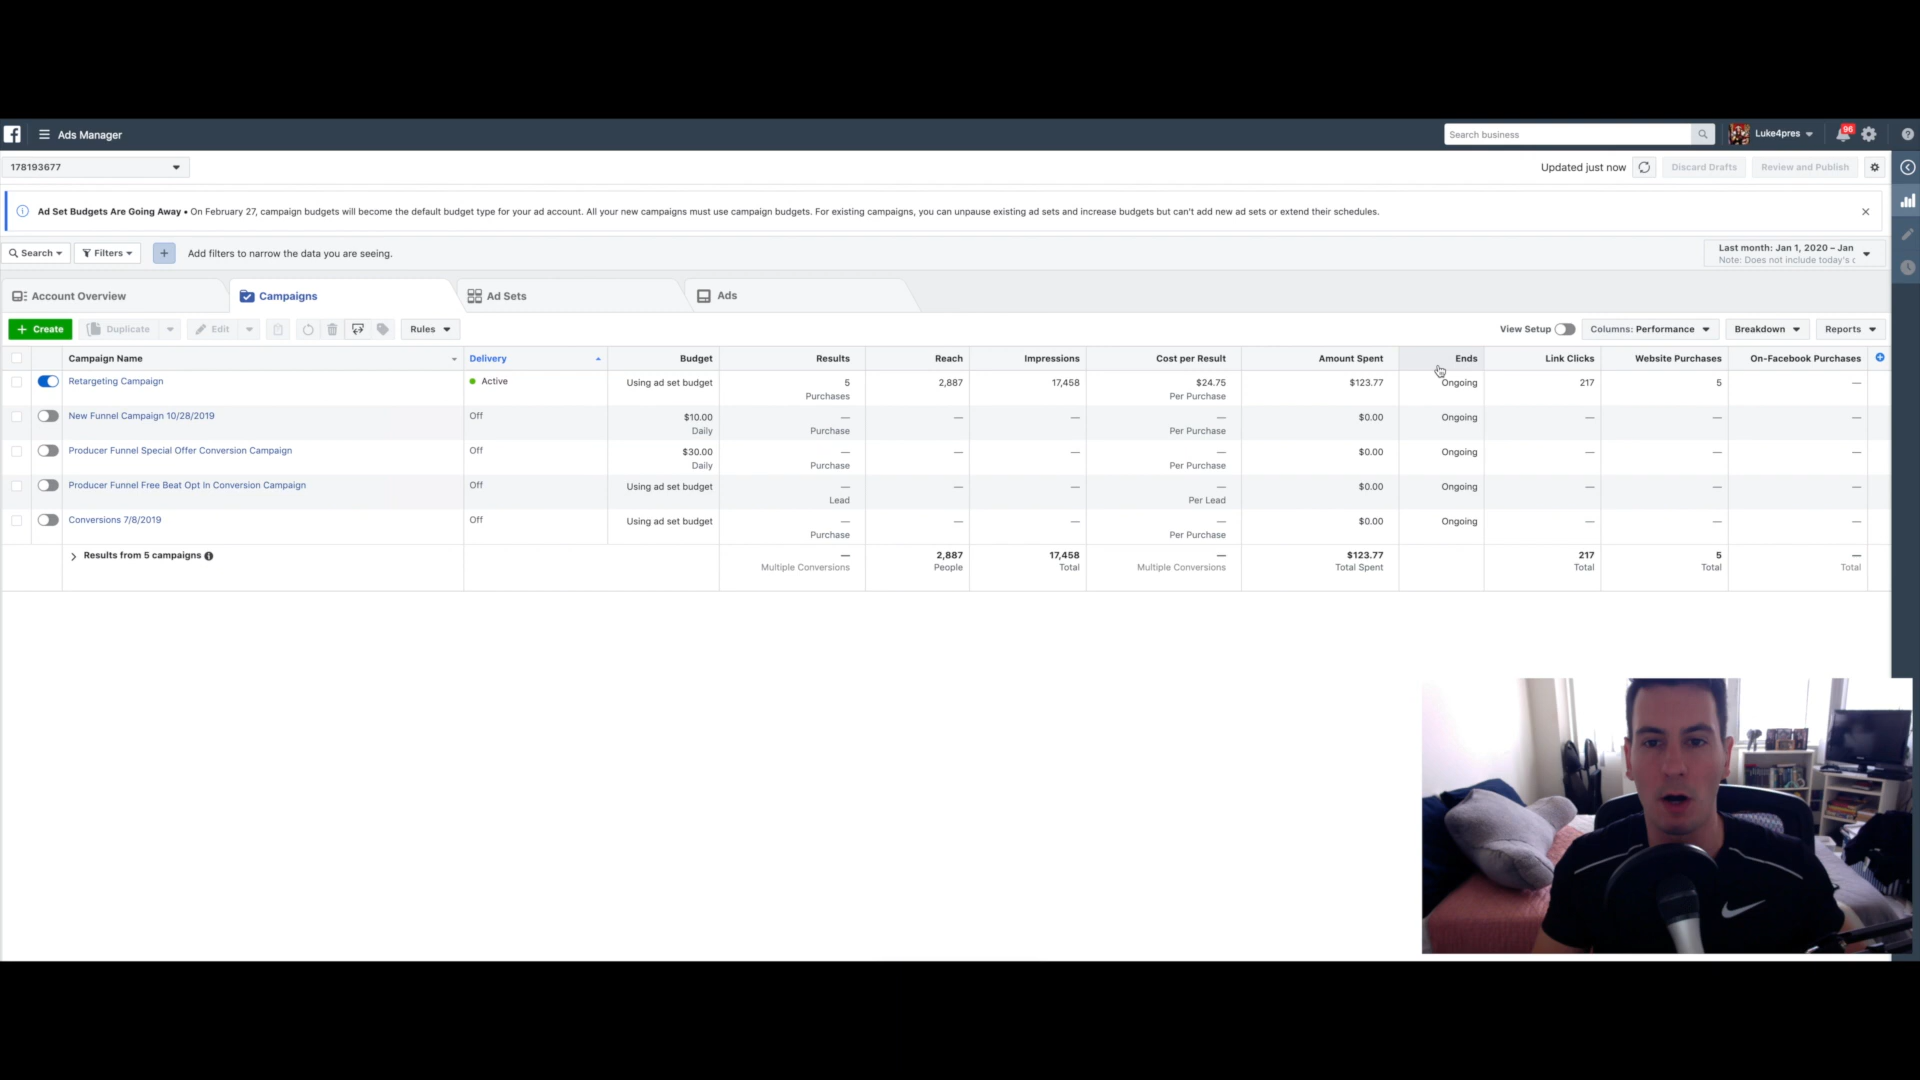 Ads Manager
Search business
Luke4pres
96
178193677
Updated just now
Discard Drafts
Review and Publish
Ad Set Budgets Are Going Away • On February 27, campaign budgets will become the default budget type for your ad account. All your new campaigns must use campaign budgets. For existing campaigns, you can unpause existing ad sets and increase budgets but can't add new ad sets or extend their schedules.
Search
Filters
Add filters to narrow the data you are seeing.
Last month: Jan 1, 2020 – Jan
Note: Does not include today's
Account Overview
Campaigns
Ad Sets
Ads
+ Create
Duplicate
Edit
Rules
View Setup
Columns: Performance
Breakdown
Reports
Campaign Name Delivery Budget Results Reach Impressions Cost per Result Amount Spent Ends Link Clicks Website Purchases On-Facebook Purchases
Retargeting Campaign Active Using ad set budget 5 2,887 17,458 $24.75 $123.77 Ongoing 217 5 —
Purchases Per Purchase
New Funnel Campaign 10/28/2019 Off $10.00 — — — — $0.00 Ongoing — — —
Daily Purchase Per Purchase
Producer Funnel Special Offer Conversion Campaign Off $30.00 — — — — $0.00 Ongoing — — —
Daily Purchase Per Purchase
Producer Funnel Free Beat Opt In Conversion Campaign Off Using ad set budget — — — — $0.00 Ongoing — — —
Lead Per Lead
Conversions 7/8/2019 Off Using ad set budget — — — — $0.00 Ongoing — — —
Purchase Per Purchase
Results from 5 campaigns — 2,887 17,458 — $123.77 217 5 —
Multiple Conversions People Total Multiple Conversions Total Spent Total Total Total